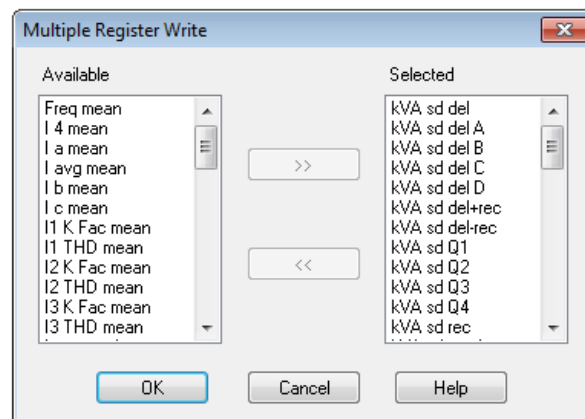 Multiple Register Write
Available
Freq mean
I 4 mean
I a mean
I avg mean
I b mean
I c mean
I1 K Fac mean
I1 THD mean
I2 K Fac mean
I2 THD mean
I3 K Fac mean
I3 THD mean
>>
<<
Selected
kVA sd del
kVA sd del A
kVA sd del B
kVA sd del C
kVA sd del D
kVA sd del+rec
kVA sd del-rec
kVA sd Q1
kVA sd Q2
kVA sd Q3
kVA sd Q4
kVA sd rec
OK
Cancel
Help